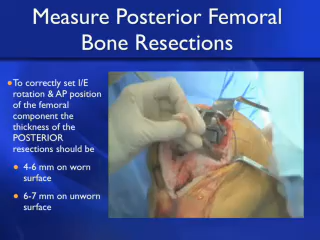 Measure Posterior Femoral
Bone Resections
To correctly set I/E
rotation & AP position
of the femoral
component the
thickness of the
POSTERIOR
resections should be
4-6 mm on worn
surface
6-7 mm on unworn
surface